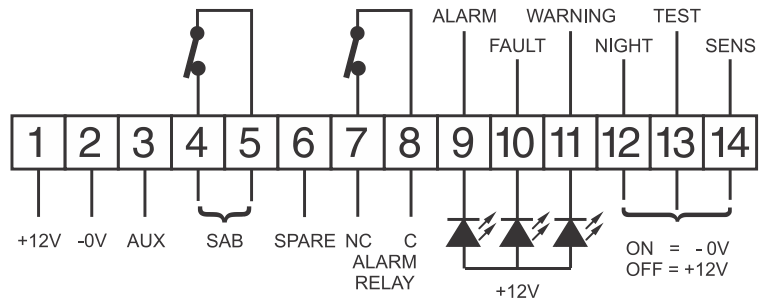 ALARM WARNING TEST
FAULT NIGHT SENS
1 2 3 4 5 6 7 8 9 10 11 12 13 14
+12V -0V AUX SAB SPARE NC C
ALARM
RELAY
+12V
ON = - 0V
OFF = +12V